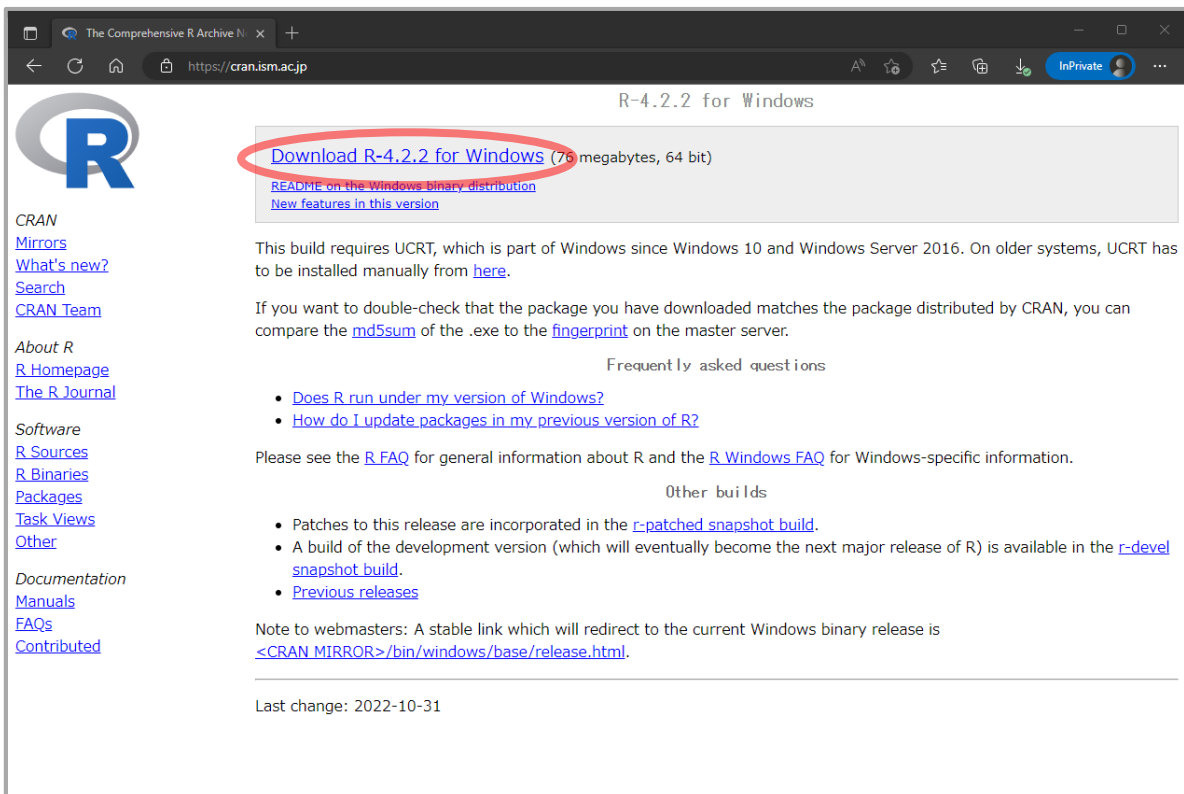 The Comprehensive R Archive N
https://cran.ism.ac.jp
InPrivate
R
R-4.2.2 for Windows
Download R-4.2.2 for Windows (76 megabytes, 64 bit)
README on the Windows binary distribution
New features in this version
CRAN
Mirrors
What's new?
Search
CRAN Team
About R
R Homepage
The R Journal
Software
R Sources
R Binaries
Packages
Task Views
Other
Documentation
Manuals
FAQs
Contributed
This build requires UCRT, which is part of Windows since Windows 10 and Windows Server 2016. On older systems, UCRT has
to be installed manually from here.
If you want to double-check that the package you have downloaded matches the package distributed by CRAN, you can
compare the md5sum of the .exe to the fingerprint on the master server.
Frequently asked questions
• Does R run under my version of Windows?
• How do I update packages in my previous version of R?
Please see the R FAQ for general information about R and the R Windows FAQ for Windows-specific information.
Other builds
• Patches to this release are incorporated in the r-patched snapshot build.
• A build of the development version (which will eventually become the next major release of R) is available in the r-devel
snapshot build.
• Previous releases
Note to webmasters: A stable link which will redirect to the current Windows binary release is
<CRAN MIRROR>/bin/windows/base/release.html.
Last change: 2022-10-31